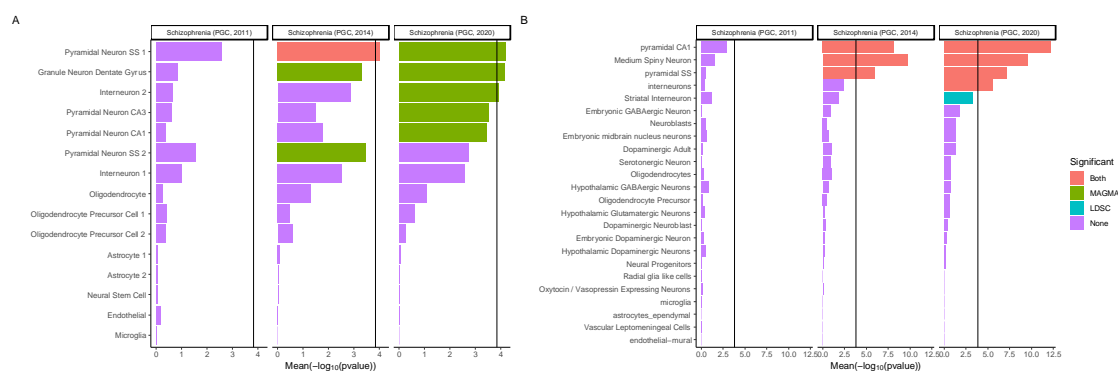 A
Schizophrenia (PGC, 2011)
Schizophrenia (PGC, 2014)
Schizophrenia (PGC, 2020)
Pyramidal Neuron SS 1
Granule Neuron Dentate Gyrus
Interneuron 2
Pyramidal Neuron CA3
Pyramidal Neuron CA1
Pyramidal Neuron SS 2
Interneuron 1
Oligodendrocyte
Oligodendrocyte Precursor Cell 1
Oligodendrocyte Precursor Cell 2
Astrocyte 1
Astrocyte 2
Neural Stem Cell
Endothelial
Microglia
0 1 2 3 4 0 1 2 3 4 0 1 2 3 4
Mean(−log10(pvalue))
B
Schizophrenia (PGC, 2011)
Schizophrenia (PGC, 2014)
Schizophrenia (PGC, 2020)
pyramidal CA1
Medium Spiny Neuron
pyramidal SS
interneurons
Striatal Interneuron
Embryonic GABAergic Neuron
Neuroblasts
Embryonic midbrain nucleus neurons
Dopaminergic Adult
Serotonergic Neuron
Oligodendrocytes
Hypothalamic GABAergic Neurons
Oligodendrocyte Precursor
Hypothalamic Glutamatergic Neurons
Dopaminergic Neuroblast
Embryonic Dopaminergic Neuron
Hypothalamic Dopaminergic Neurons
Neural Progenitors
Radial glia like cells
Oxytocin / Vasopressin Expressing Neurons
microglia
astrocytes_ependymal
Vascular Leptomeningeal Cells
endothelial−mural
0.0 2.5 5.0 7.5 10.0 12.5 0.0 2.5 5.0 7.5 10.0 12.5 0.0 2.5 5.0 7.5 10.0 12.5
Mean(−log10(pvalue))
Significant
Both
MAGMA
LDSC
None